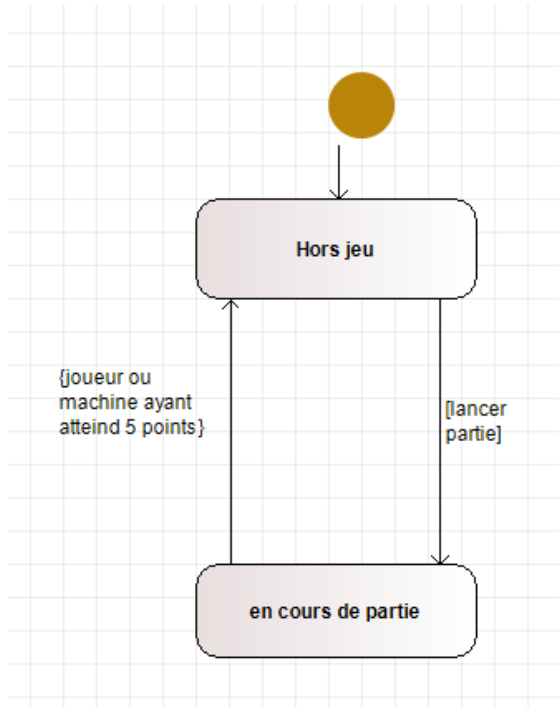 Hors jeu
{joueur ou
machine ayant
atteind 5 points}
[lancer
partie]
en cours de partie